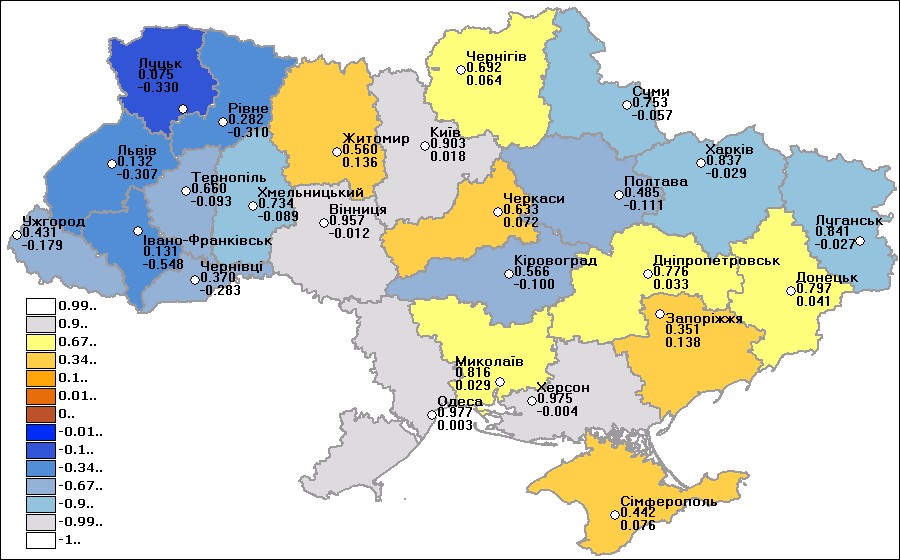 Луцьк
0.075
-0.330
Рівне
0.282
-0.310
Львів
0.132
-0.307
Тернопіль
0.660
-0.093
Хмельницький
0.734
-0.089
Житомир
0.560
0.136
Київ
0.903
0.018
Чернігів
0.692
0.064
Суми
0.753
-0.057
Харків
0.837
-0.029
Полтава
0.485
-0.111
Луганськ
0.841
-0.027
Ужгород
0.431
-0.179
Івано-Франківськ
0.131
-0.548
Чернівці
0.370
-0.283
Вінниця
0.957
-0.012
Черкаси
0.633
0.072
Кіровоград
0.566
-0.100
Дніпропетровськ
0.776
0.033
Донецьк
0.797
0.041
Запоріжжя
0.351
0.138
Миколаїв
0.816
0.029
Одеса
0.977
0.003
Херсон
0.975
-0.004
Сімферополь
0.442
0.076
0.99..
0.9..
0.67..
0.34..
0.1..
0.01..
0..
-0.01..
-0.1..
-0.34..
-0.67..
-0.9..
-0.99..
-1..